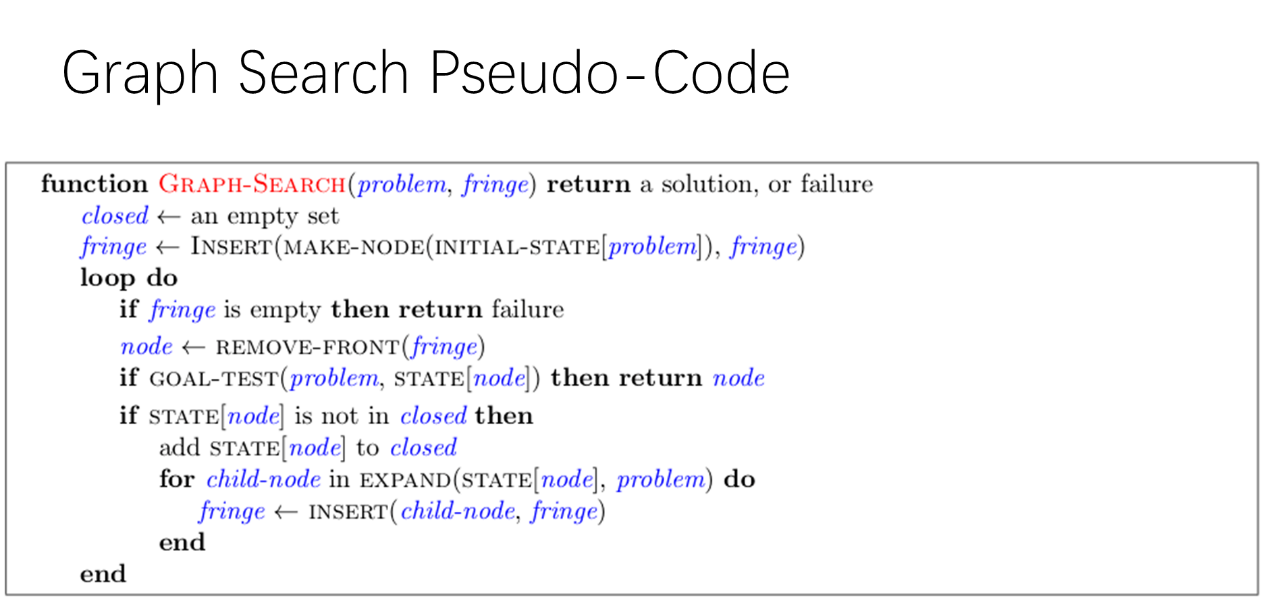 Graph Search Pseudo-Code
function GRAPH-SEARCH(problem, fringe) return a solution, or failure
closed ← an empty set
fringe ← INSERT(MAKE-NODE(INITIAL-STATE[problem]), fringe)
loop do
if fringe is empty then return failure
node ← REMOVE-FRONT(fringe)
if GOAL-TEST(problem, STATE[node]) then return node
if STATE[node] is not in closed then
add STATE[node] to closed
for child-node in EXPAND(STATE[node], problem) do
fringe ← INSERT(child-node, fringe)
end
end